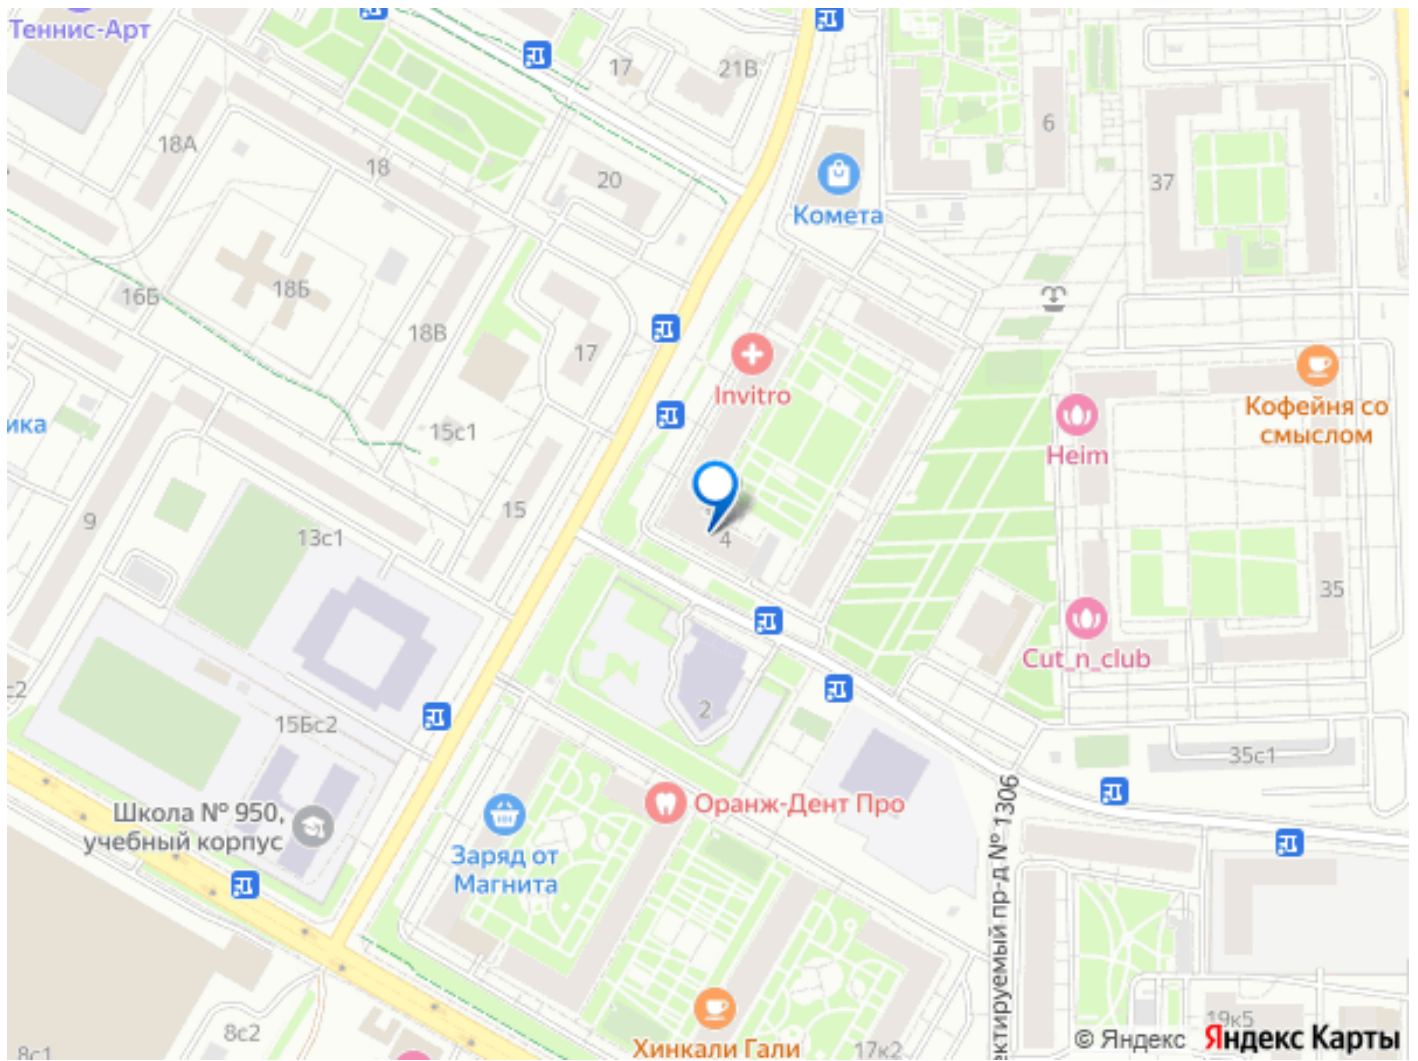 Теннис-Арт
17
21В
6
18А
18
20
37
Комета
16Б
18Б
18В
17
Invitro
Кофейня со
смыслом
ика
15с1
Heim
9
13с1
15
4
35
Cut_n_club
с2
15Бс2
2
35с1
Школа № 950,
учебный корпус
Оранж-Дент Про
Заряд от
Магнита
ектируемый пр-д № 1306
8с1
8с2
Хинкали Гали
17к2
19к5
© Яндекс Яндекс Карты